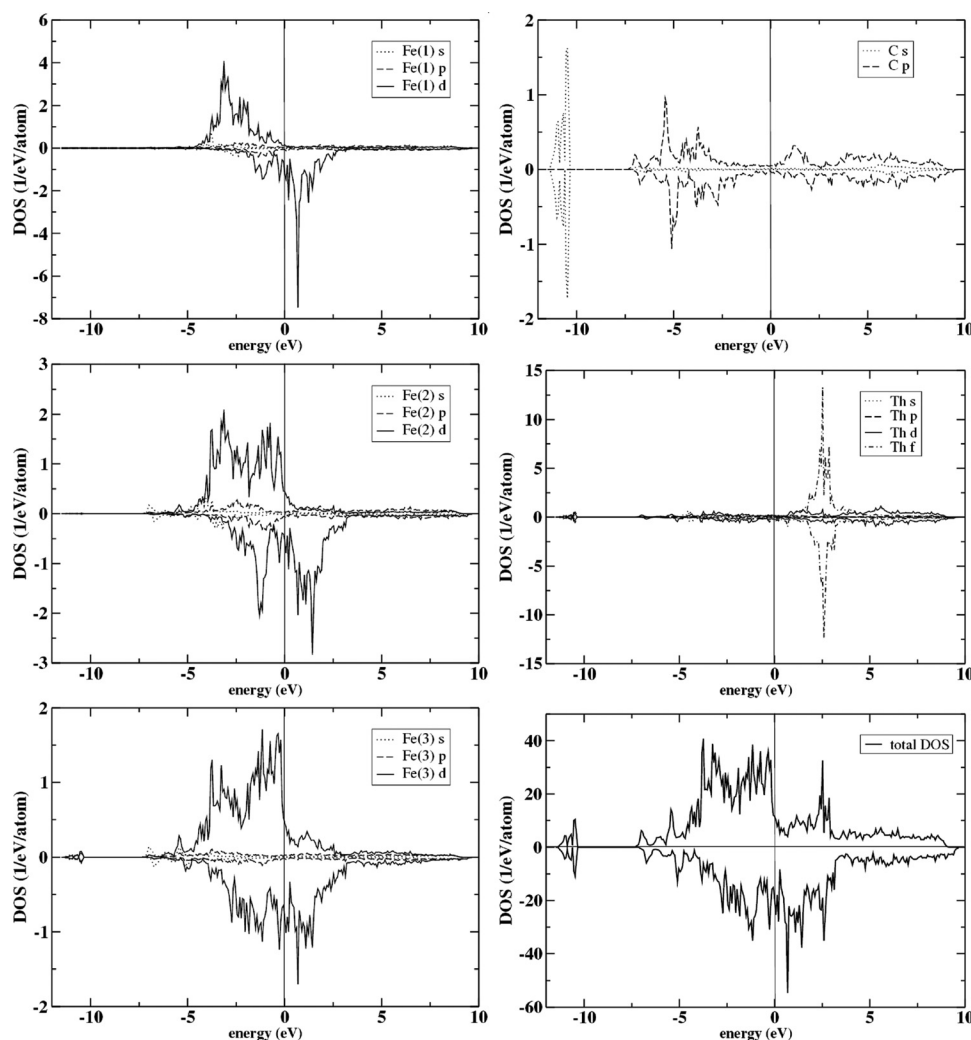 6
4
2
0
-2
-4
-6
-8
DOS (1/eV/atom)
-10
-5
0
5
10
energy (eV)
Fe(1) s
Fe(1) p
Fe(1) d
2
1
0
-1
-2
DOS (1/eV/atom)
-10
-5
0
5
10
energy (eV)
C s
C p
3
2
1
0
-1
-2
-3
DOS (1/eV/atom)
-10
-5
0
5
10
energy (eV)
Fe(2) s
Fe(2) p
Fe(2) d
15
10
5
0
-5
-10
-15
DOS (1/eV/atom)
-10
-5
0
5
10
energy (eV)
Th s
Th p
Th d
Th f
2
1
0
-1
-2
DOS (1/eV/atom)
-10
-5
0
5
10
energy (eV)
Fe(3) s
Fe(3) p
Fe(3) d
40
20
0
-20
-40
-60
DOS (1/eV/atom)
-10
-5
0
5
10
energy (eV)
total DOS